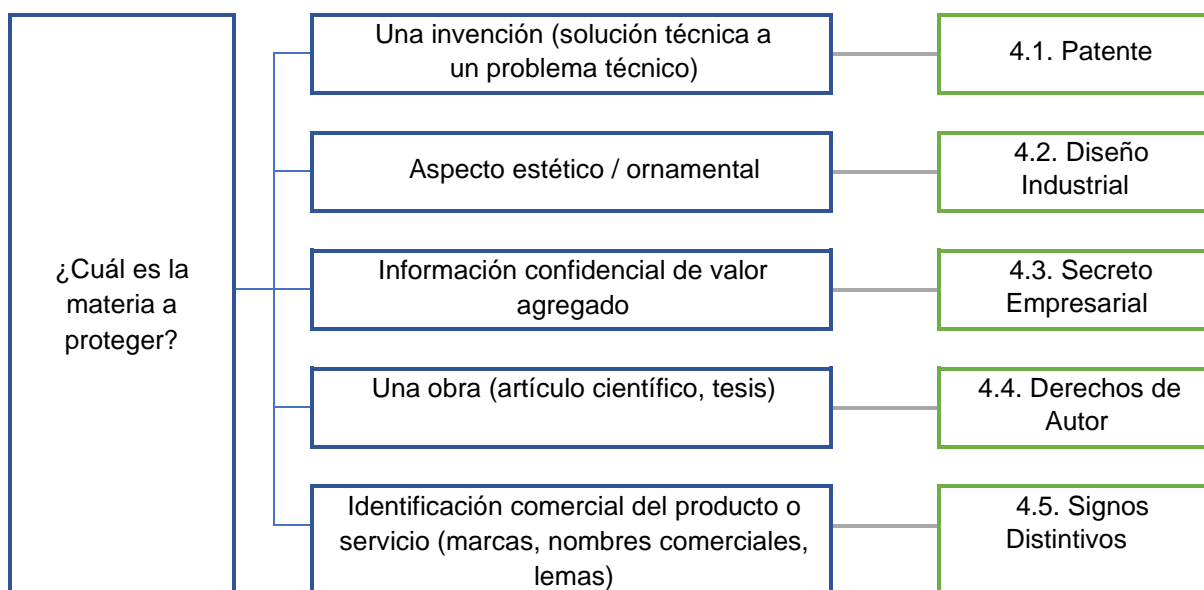 ¿Cuál es la
materia a
proteger?
Una invención (solución técnica a
un problema técnico)
4.1. Patente
Aspecto estético / ornamental
4.2. Diseño
Industrial
Información confidencial de valor
agregado
4.3. Secreto
Empresarial
Una obra (artículo científico, tesis)
4.4. Derechos de
Autor
Identificación comercial del producto o
servicio (marcas, nombres comerciales,
lemas)
4.5. Signos
Distintivos